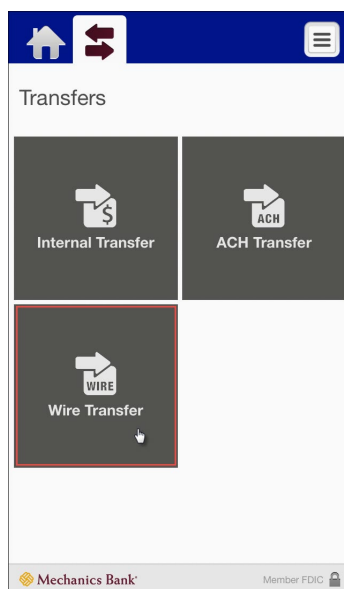 Transfers
$
Internal Transfer
ACH
ACH Transfer
WIRE
Wire Transfer
Mechanics Bank
Member FDIC